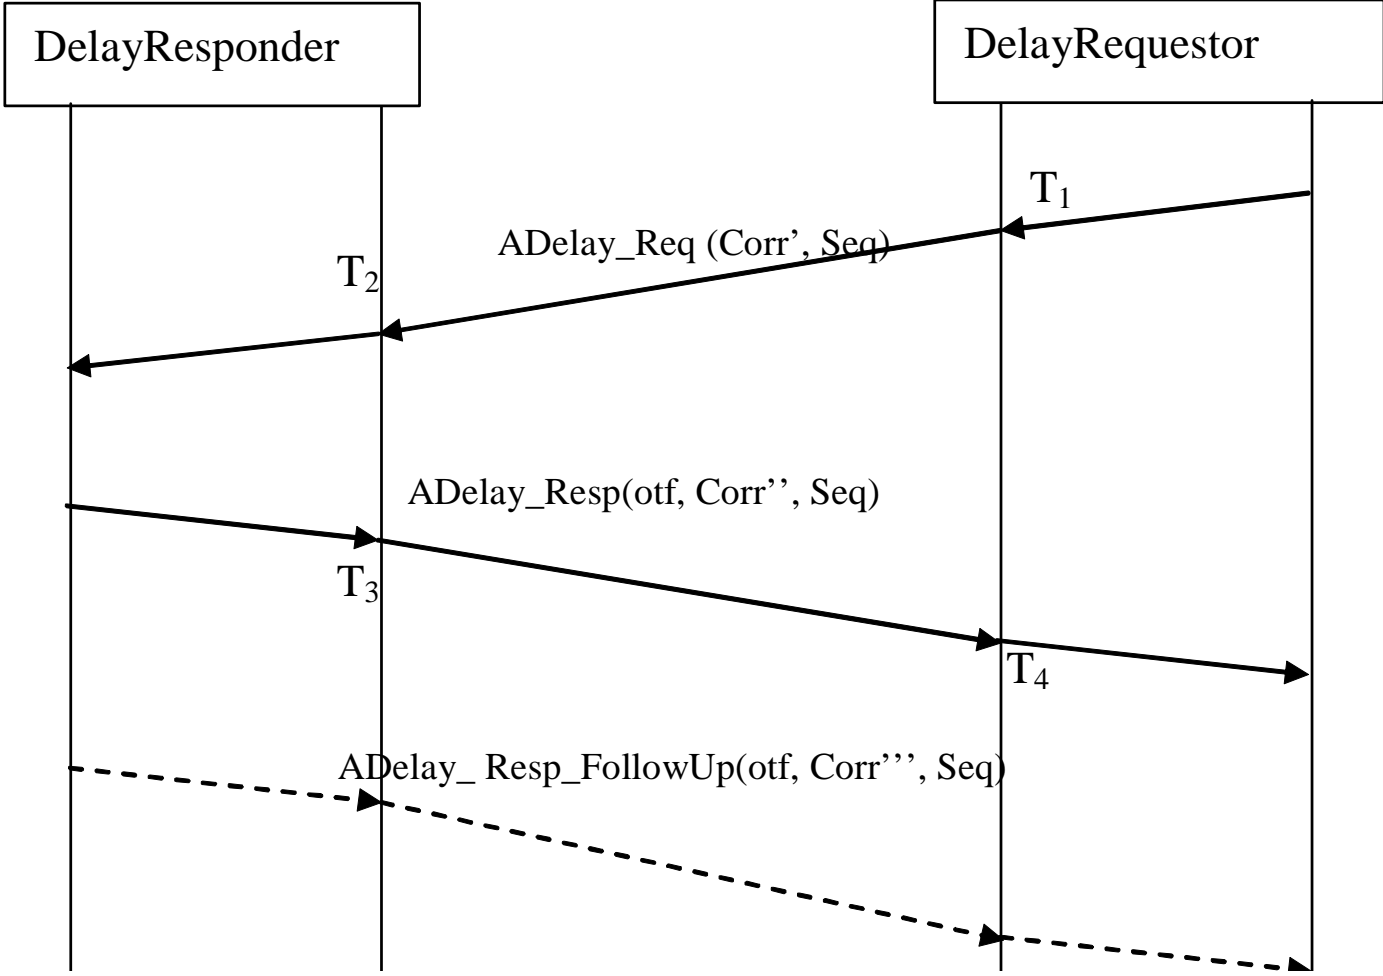 DelayResponder
DelayRequestor
T₁
ADelay_Req (Corr’, Seq)
T₂
ADelay_Resp(otf, Corr’’, Seq)
T₃
T₄
ADelay_ Resp_FollowUp(otf, Corr’’’, Seq)